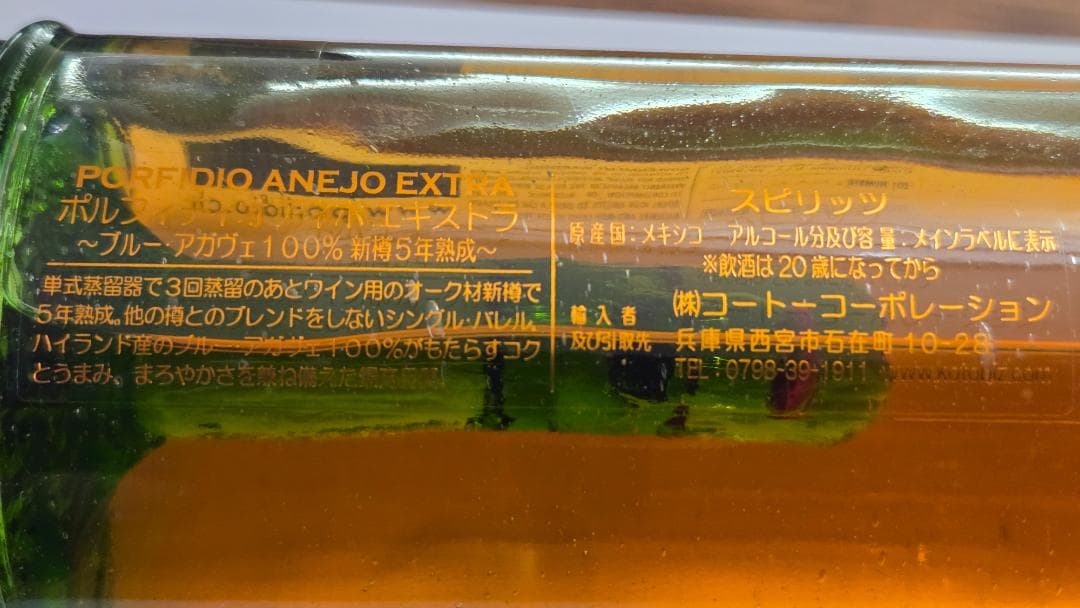 PORFIDIO ANEJO EXTRA
ポルフィディオ アネホ エキストラ
~ブルー・アガヴェ100% 新樽5年熟成~
単式蒸留器で3回蒸留のあとワイン用のオーク材新樽で
5年熟成。他の樽とのブレンドをしないシングル・バレル。
ハイランド産のブルー・アガヴェ100%がもたらすコク
とうまみ、まろやかさを兼ね備えた
スピリッツ
原産国:メキシコ アルコール分及び容量:メインラベルに表示
※飲酒は20歳になってから
輸入者
及び引取先
(株)コートーコーポレーション
兵庫県西宮市石在町10-28
TEL:0798-39-1911